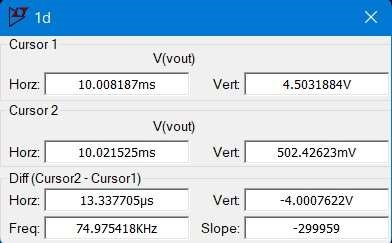 1d
Cursor 1
V(vout)
Horz: 10.008187ms Vert: 4.5031884V
Cursor 2
V(vout)
Horz: 10.021525ms Vert: 502.42623mV
Diff (Cursor2 - Cursor1)
Horz: 13.337705µs Vert: -4.0007622V
Freq: 74.975418KHz Slope: -299959